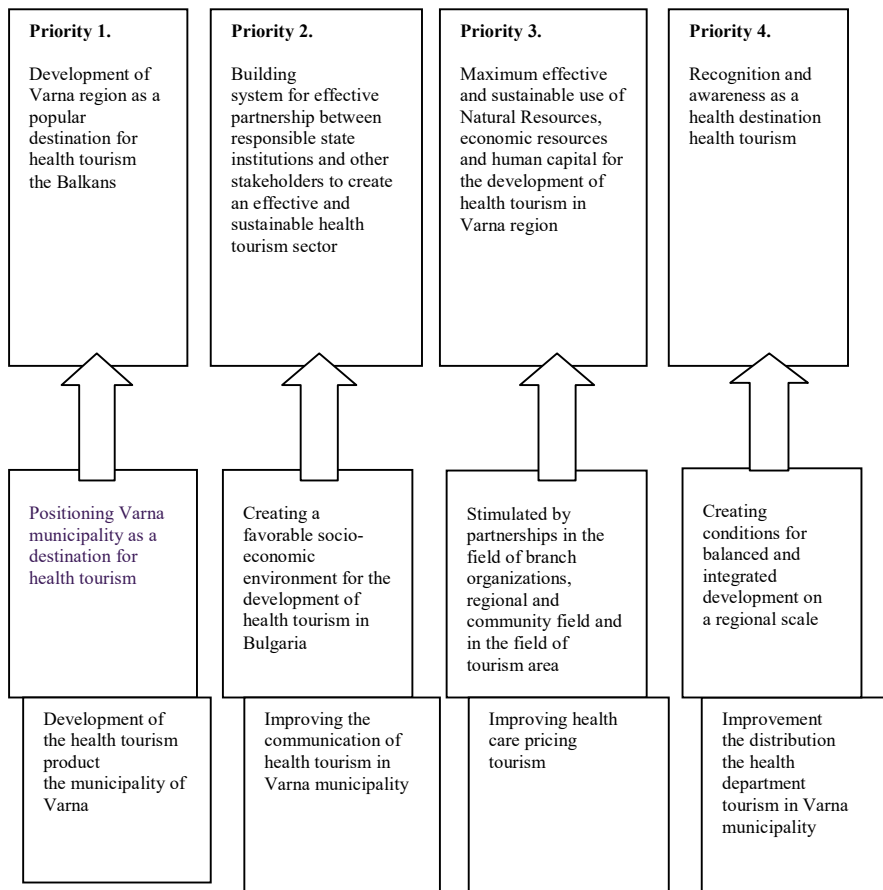 Priority 1.
Development of
Varna region as a
popular
destination for
health tourism
the Balkans
Priority 2.
Building
system for effective
partnership between
responsible state
institutions and other
stakeholders to create
an effective and
sustainable health
tourism sector
Priority 3.
Maximum effective
and sustainable use of
Natural Resources,
economic resources
and human capital for
the development of
health tourism in
Varna region
Priority 4.
Recognition and
awareness as a
health destination
health tourism
Positioning Varna
municipality as a
destination for
health tourism
Creating a
favorable socio-
economic
environment for the
development of
health tourism in
Bulgaria
Stimulated by
partnerships in the
field of branch
organizations,
regional and
community field and
in the field of
tourism area
Creating
conditions for
balanced and
integrated
development on
a regional scale
Development of
the health tourism
product
the municipality of
Varna
Improving the
communication of
health tourism in
Varna municipality
Improving health
care pricing
tourism
Improvement
the distribution
the health
department
tourism in Varna
municipality